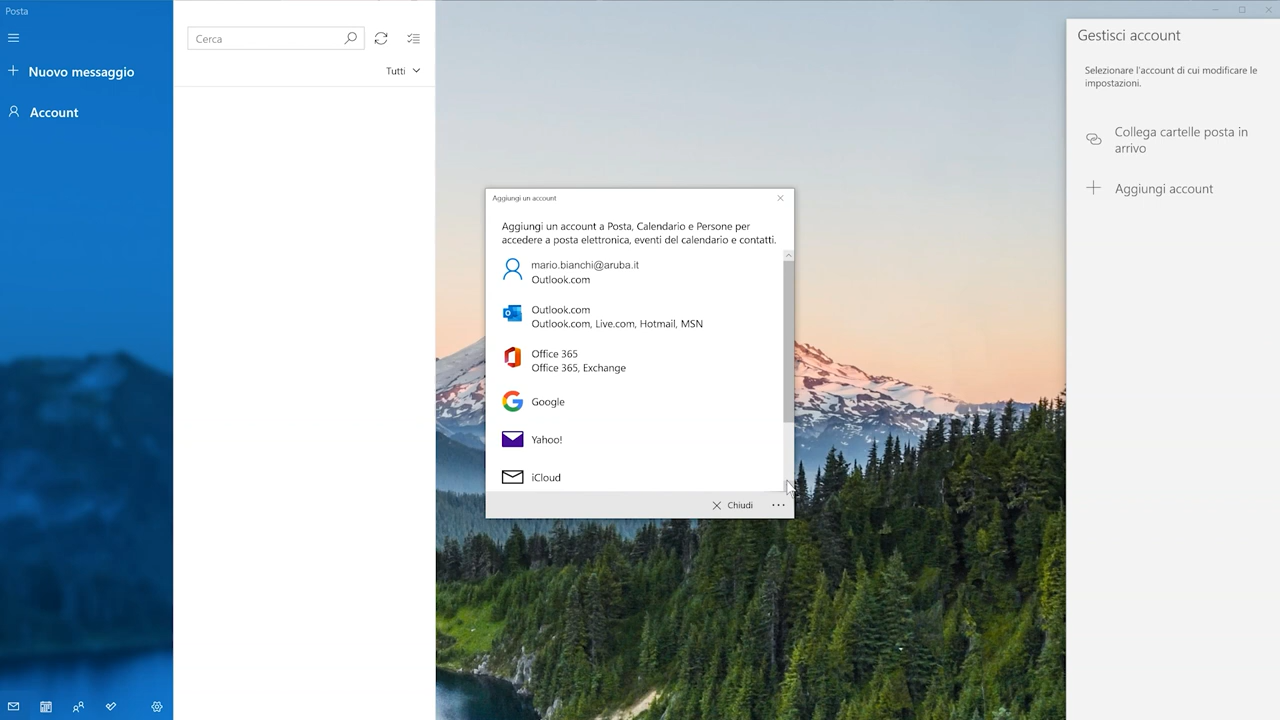 Posta
Nuovo messaggio
Account
Cerca
Tutti
Aggiungi un account
Aggiungi un account a Posta, Calendario e Persone per
accedere a posta elettronica, eventi del calendario e contatti.
mario.bianchi@aruba.it
Outlook.com
Outlook.com
Outlook.com, Live.com, Hotmail, MSN
Office 365
Office 365, Exchange
Google
Yahoo!
iCloud
Chiudi
Gestisci account
Selezionare l'account di cui modificare le
impostazioni.
Collega cartelle posta in
arrivo
Aggiungi account